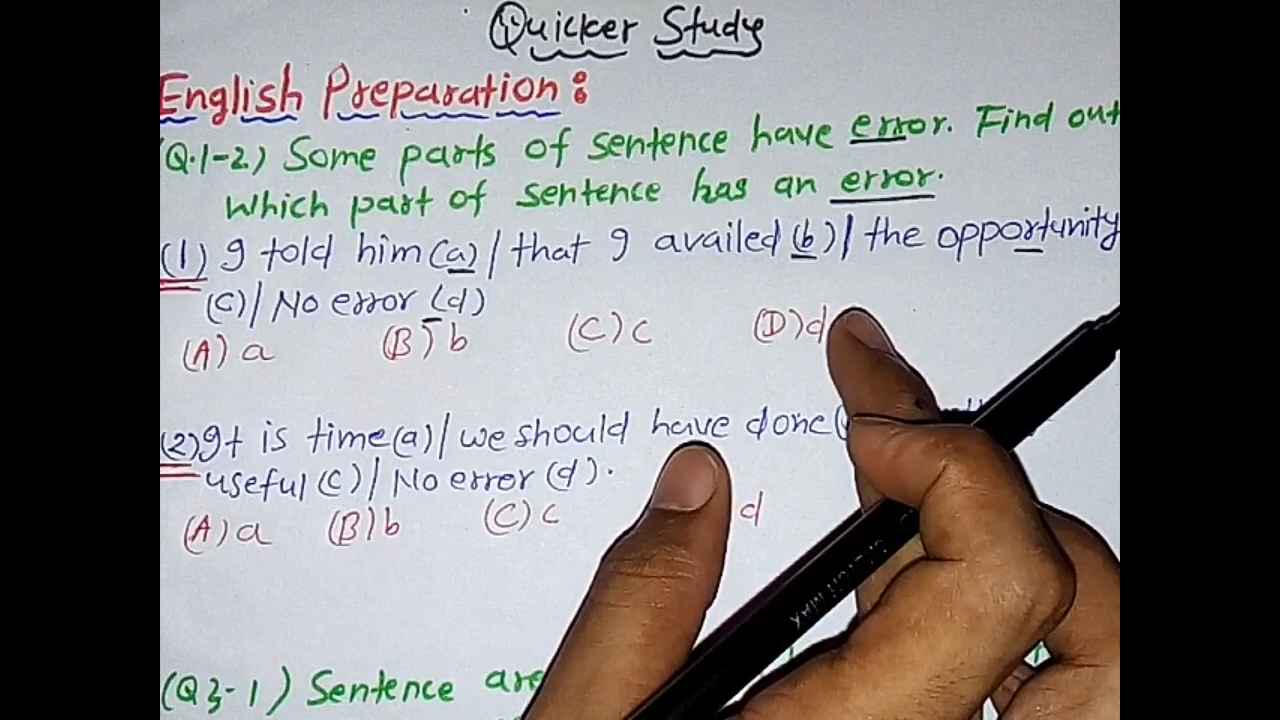 Quicker Study
English Preparation:
(Q.1-2) Some parts of sentence have error. Find out
which part of sentence has an error.
(1) I told him (a) / that I availed (b) / the opportunity
(c) / No error (d)
(A) a (B) b (C) c (D) d
(2) It is time (a) / we should have done (
useful (c) / No error (d).
(A) a (B) b (C) c d
(Q3-1) Sentence are